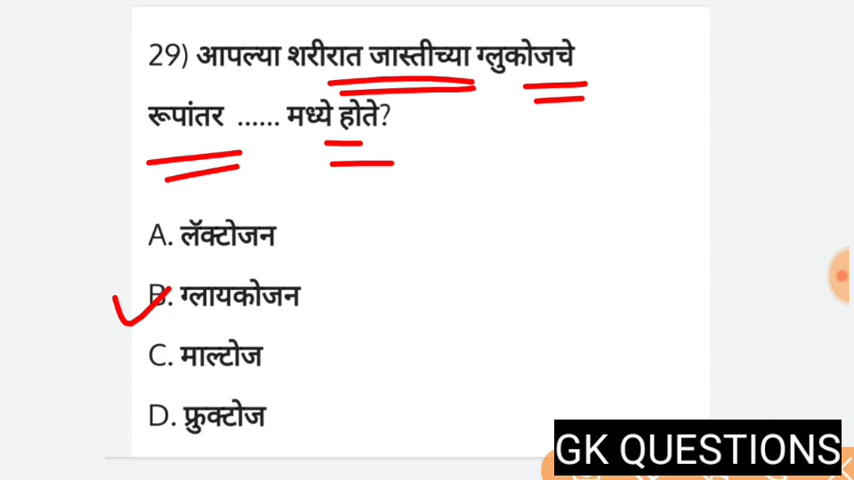 29) आपल्या शरीरात जास्तीच्या ग्लुकोजचे
रूपांतर ...... मध्ये होते?
A. लॅक्टोजन
B. ग्लायकोजन
C. माल्टोज
D. फ्रुक्टोज
GK QUESTIONS